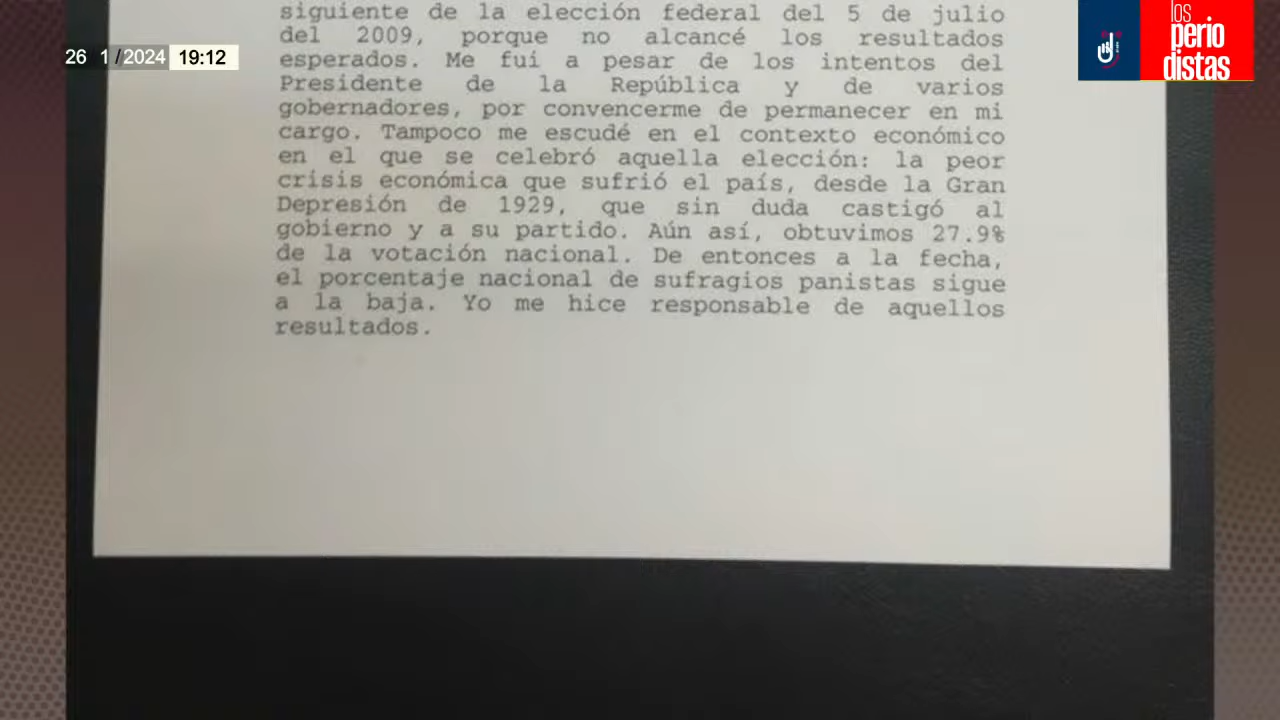 siguiente de la elección federal del 5 de julio
del 2009, porque no alcancé los resultados
esperados. Me fuí a pesar de los intentos del
Presidente de la República y de varios
gobernadores, por convencerme de permanecer en mi
cargo. Tampoco me escudé en el contexto económico
en el que se celebró aquella elección: la peor
crisis económica que sufrió el país, desde la Gran
Depresión de 1929, que sin duda castigó al
gobierno y a su partido. Aún así, obtuvimos 27.9%
de la votación nacional. De entonces a la fecha,
el porcentaje nacional de sufragios panistas sigue
a la baja. Yo me hice responsable de aquellos
resultados.
26 1/2024 19:12
los
perio
distas